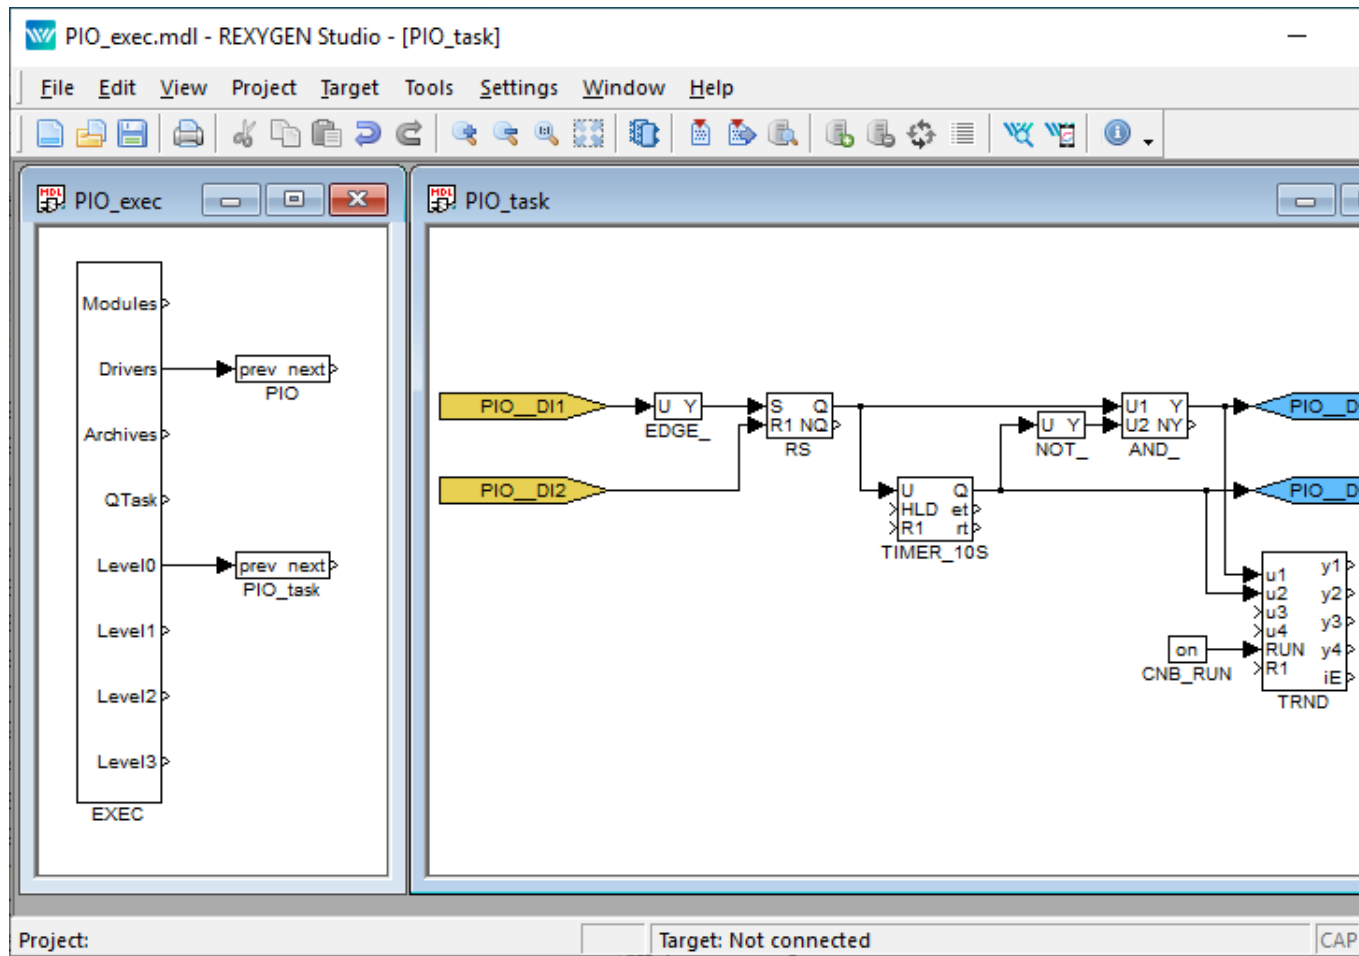 PIO_exec.mdl - REXYGEN Studio - [PIO_task]
File Edit View Project Target Tools Settings Window Help
PIO_exec
Modules
Drivers
prev next
PIO
Archives
QTask
Level0
prev next
PIO_task
Level1
Level2
Level3
EXEC
PIO_task
PIO__DI1
U Y
EDGE_
S Q
R1 NQ
RS
U Y
NOT_
U1 Y
U2 NY
AND_
PIO__D
PIO__DI2
U Q
HLD et
R1 rt
TIMER_10S
PIO__D
u1 y1
u2 y2
u3 y3
u4
RUN y4
R1 iE
TRND
on
CNB_RUN
Project:
Target: Not connected
CAP